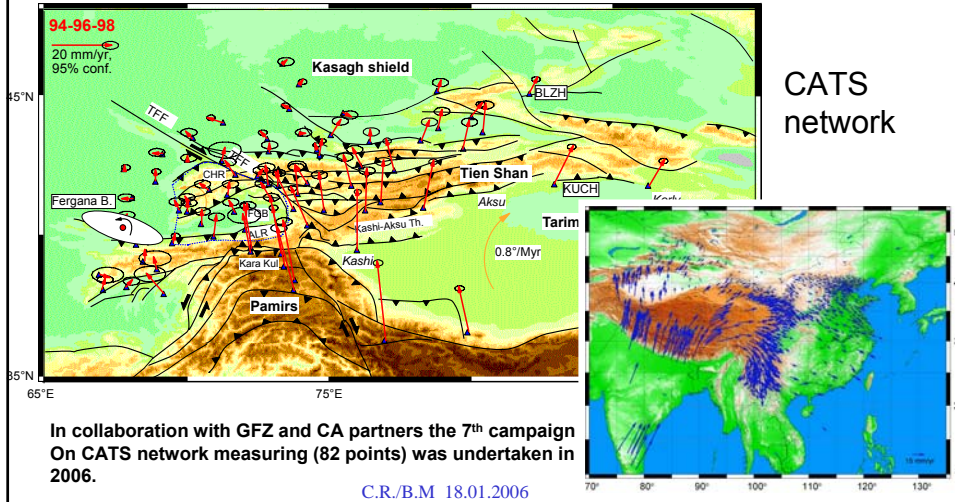 94-96-98
20 mm/yr,
95% conf.
Kasagh shield
CATS
network
45°N
BLZH
TFF
TFF
CHR
Tien Shan
KUCH
Fergana B.
Aksu
FGB
Tarim
ALR
Kashi-Aksu Th.
Kara Kul
Kashi
0.8°/Myr
Pamirs
35°N
65°E
75°E
In collaboration with GFZ and CA partners the 7th campaign
On CATS network measuring (82 points) was undertaken in
2006.
C.R./B.M 18.01.2006
70° 80° 90° 100° 110° 120° 130°